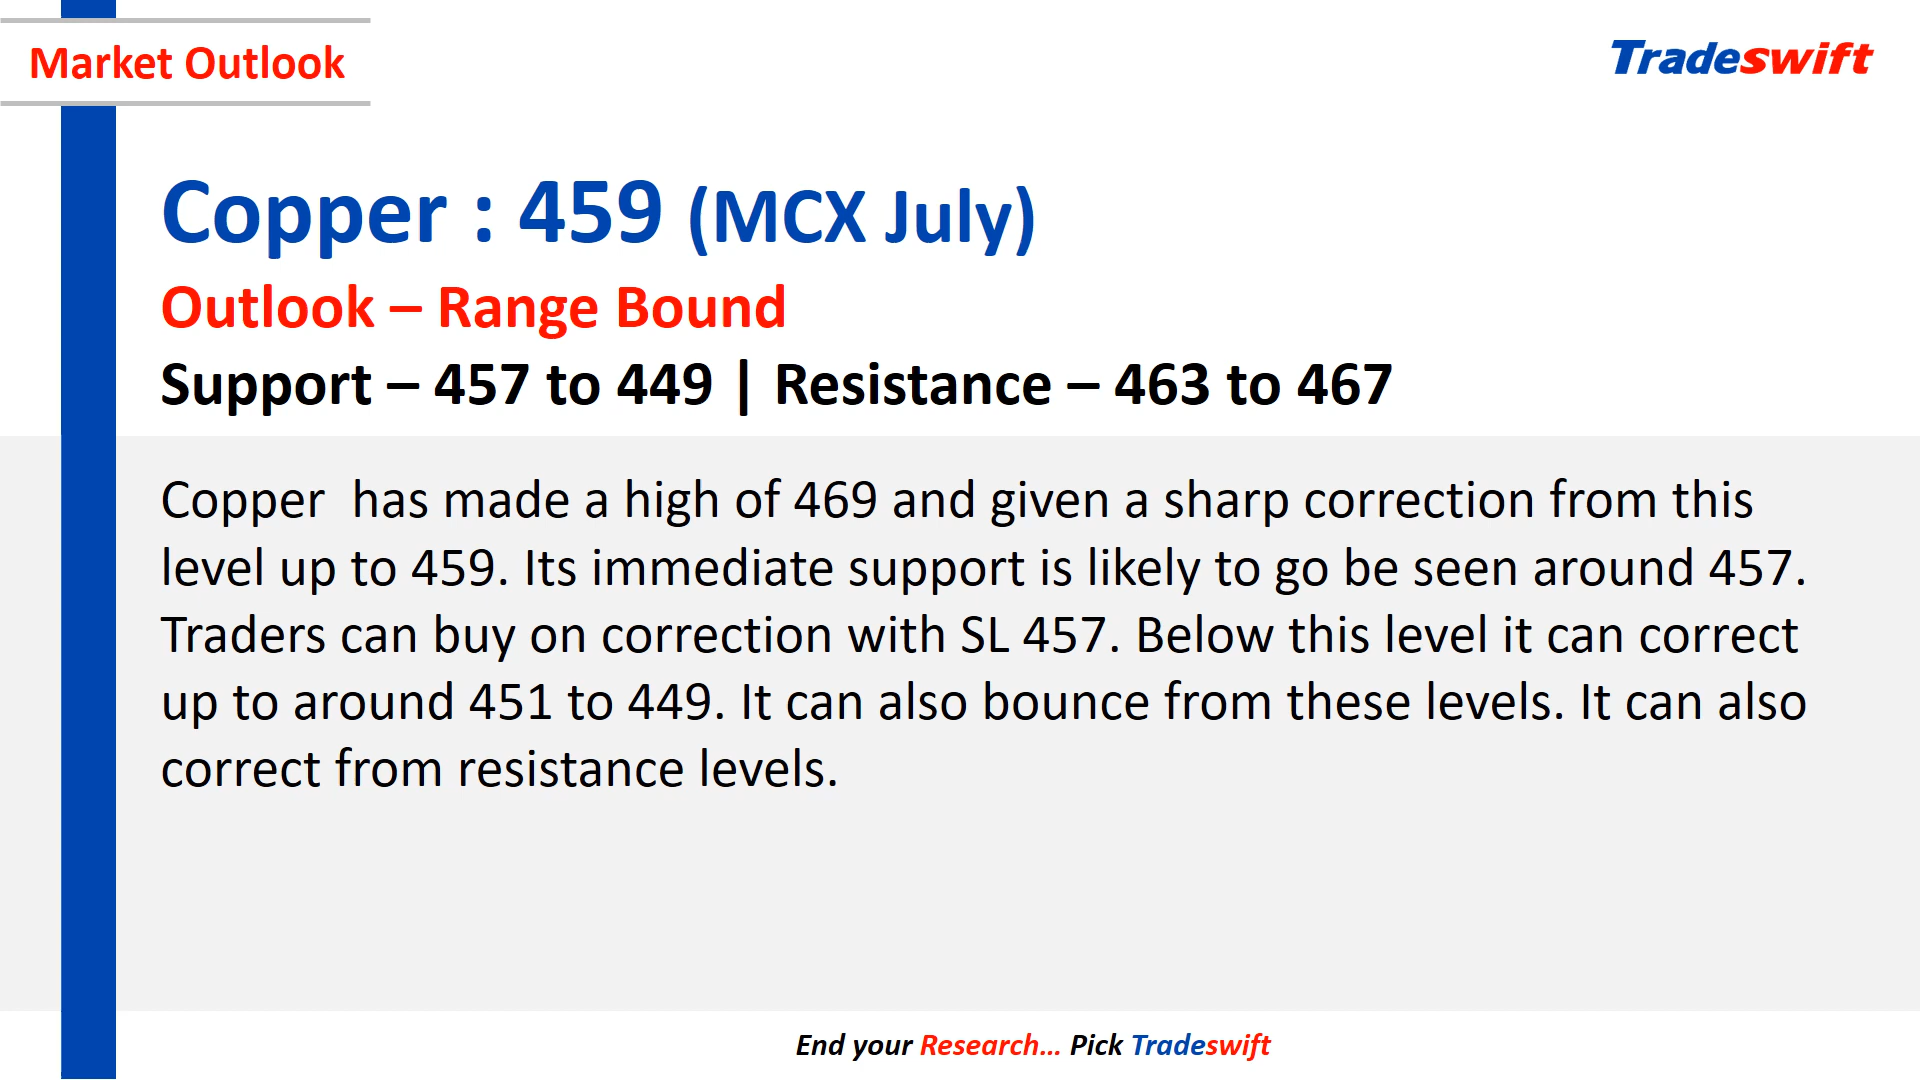 Market Outlook
Tradeswift
Copper : 459 (MCX July)
Outlook – Range Bound
Support – 457 to 449 | Resistance – 463 to 467
Copper  has made a high of 469 and given a sharp correction from this
level up to 459. Its immediate support is likely to go be seen around 457.
Traders can buy on correction with SL 457. Below this level it can correct
up to around 451 to 449. It can also bounce from these levels. It can also
correct from resistance levels.
End your Research... Pick Tradeswift